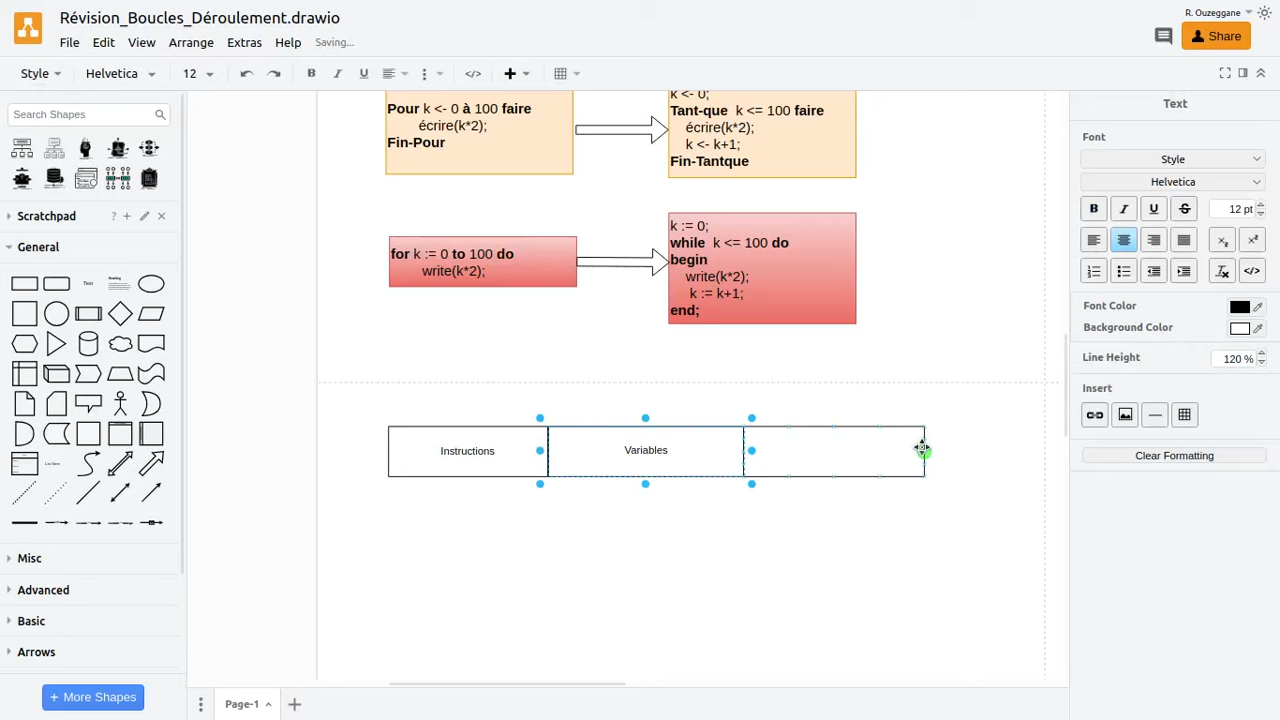 Révision_Boucles_Déroulement.drawio
R. Ouzeggane
File Edit View Arrange Extras Help Saving...
Share
Style Helvetica 12 B I U </>
Search Shapes
Scratchpad ?
General
Text
Heading
List Item
Misc
Advanced
Basic
Arrows
+ More Shapes
Pour k <- 0 à 100 faire
écrire(k*2);
Fin-Pour
k <- 0;
Tant-que k <= 100 faire
écrire(k*2);
k <- k+1;
Fin-Tantque
for k := 0 to 100 do
write(k*2);
k := 0;
while k <= 100 do
begin
write(k*2);
k := k+1;
end;
Instructions
Variables
Page-1
Text
Font
Style
Helvetica
B I U S 12 pt
Font Color
Background Color
Line Height 120 %
Insert
Clear Formatting